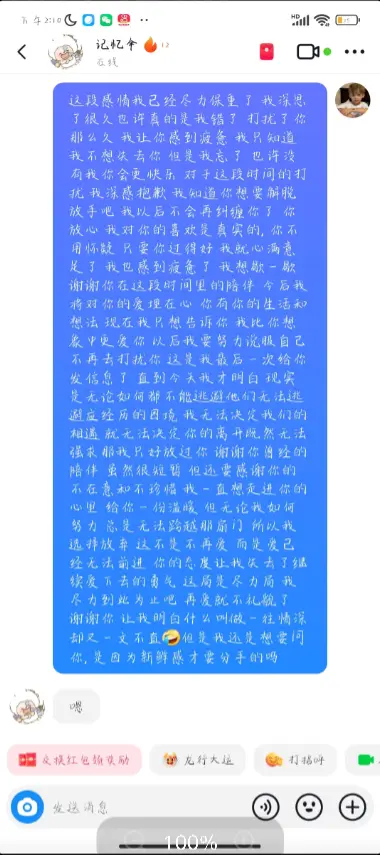 下午2:10
记忆伞
12
在线
这段感情我已经尽力保重了 我深思
了很久也许真的是我错了 打扰了你
那么久 我让你感到疲惫 我只知道
我不想失去你 但是我忘了 也许没
有我你会更快乐 对于这段时间的打
扰 我深感抱歉 我知道你想要解脱
放手吧 我以后不会再纠缠你了 你
放心 我对你的喜欢是真实的, 你不
用怀疑 只要你过得好 我就心满意
足了 我也感到疲惫了 我想歇一歇
谢谢你在这段时间里的陪伴 今后我
将对你的爱埋在心 你有你的生活和
想法 现在我只想告诉你 我比你想
象中更爱你 以后我要努力说服自己
不再去打扰你 这是我最后一次给你
发信息了 直到今天我才明白 现实
是无论如何都不能逃避他们无法逃
避应经历的困境 我无法决定我们的
相遇 就无法决定你的离开既然无法
强求 那我只好放过你 谢谢你曾经的
陪伴 虽然很短暂 但还要感谢你的
不在意和不珍惜 我一直想走进你的
心里 给你一份温暖 但无论我如何
努力 总是无法跨越那扇门 所以我
选择放弃 这不是不再爱 而是爱已
经无法前进 你的态度让我失去了继
续爱下去的勇气 这局是尽力局 我
尽力到此为止吧 再爱就不礼貌了
谢谢你 让我明白什么叫做一往情深
却又一文不值🤣但是我还是想要问
你, 是因为新鲜感才要分手的吗
嗯
交换红包领奖励
龙行大运
打招呼
发送消息
100%